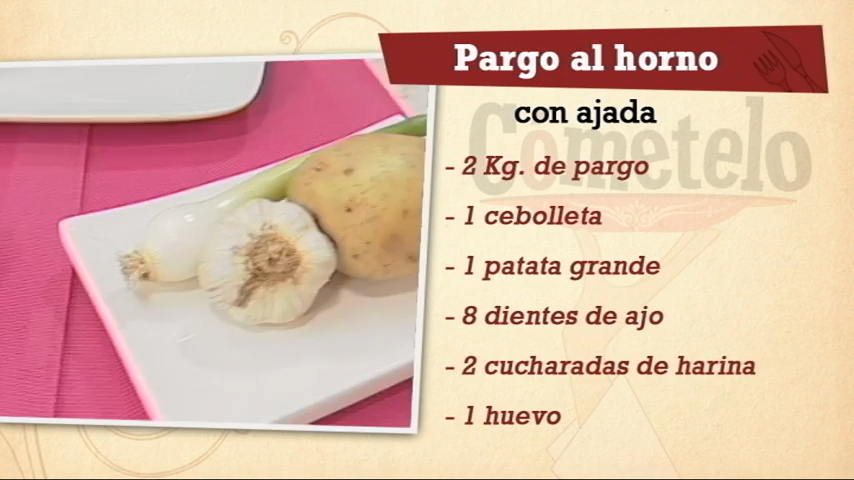 Pargo al horno
con ajada
Cometelo
- 2 Kg. de pargo
- 1 cebolleta
- 1 patata grande
- 8 dientes de ajo
- 2 cucharadas de harina
- 1 huevo